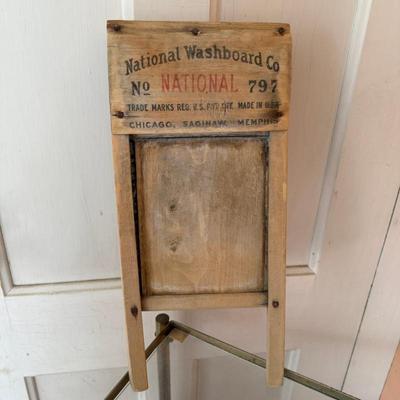 National Washboard Co
No NATIONAL 797
TRADE MARKS REG. U.S. PAT. OFF. MADE IN U.S.A.
CHICAGO, SAGINAW, MEMPHIS